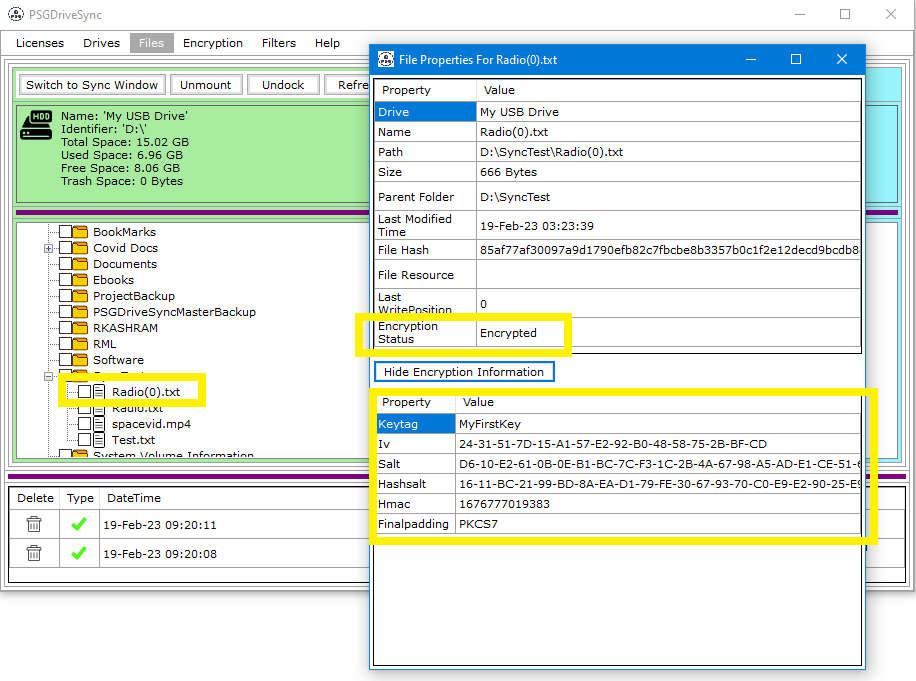 PSGDriveSync
Licenses Drives Files Encryption Filters Help
Switch to Sync Window Unmount Undock Refre
HDD
Name: 'My USB Drive'
Identifier: 'D:\'
Total Space: 15.02 GB
Used Space: 6.96 GB
Free Space: 8.06 GB
Trash Space: 0 Bytes
BookMarks
Covid Docs
Documents
Ebooks
ProjectBackup
PSGDriveSyncMasterBackup
RKASHRAM
RML
Software
Radio(0).txt
Radio.txt
spacevid.mp4
Test.txt
System Volume Information
Delete Type DateTime
19-Feb-23 09:20:11
19-Feb-23 09:20:08
File Properties For Radio(0).txt
Property Value
Drive My USB Drive
Name Radio(0).txt
Path D:\SyncTest\Radio(0).txt
Size 666 Bytes
Parent Folder D:\SyncTest
Last Modified
Time 19-Feb-23 03:23:39
File Hash 85af77af30097a9d1790efb82c7fbcbe8b3357b0c1f2e12decd9bcdb8
File Resource
Last
WritePosition 0
Encryption
Status Encrypted
Hide Encryption Information
Property Value
Keytag MyFirstKey
Iv 24-31-51-7D-15-A1-57-E2-92-B0-48-58-75-2B-BF-CD
Salt D6-10-E2-61-0B-0E-B1-BC-7C-F3-1C-2B-4A-67-98-A5-AD-E1-CE-51-6
Hashsalt 16-11-BC-21-99-BD-8A-EA-D1-79-FE-30-67-93-70-C0-E9-E2-90-25-E9
Hmac 1676777019383
Finalpadding PKCS7